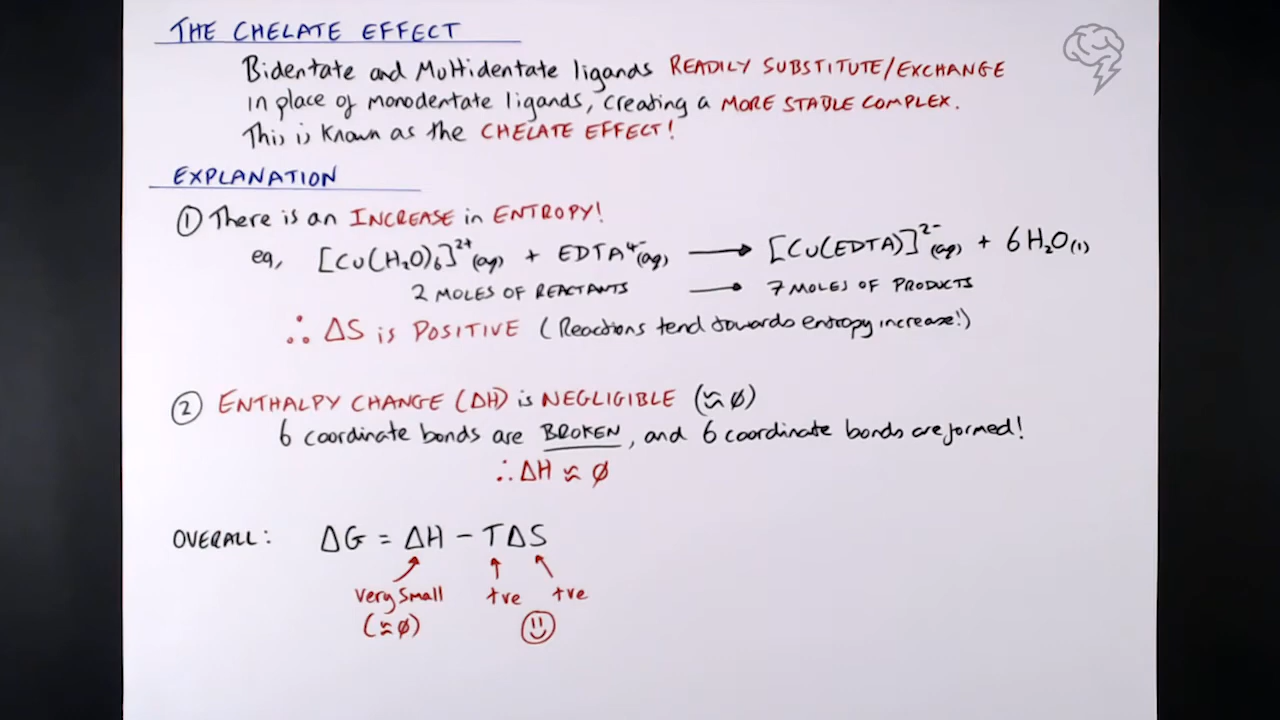 THE CHELATE EFFECT
Bidentate and Multidentate ligands READILY SUBSTITUTE/EXCHANGE
in place of monodentate ligands, creating a MORE STABLE COMPLEX.
This is known as the CHELATE EFFECT!
EXPLANATION
① There is an INCREASE in ENTROPY!
eg, [Cu(H₂O)₆]²⁺(aq) + EDTA⁴⁻(aq) → [Cu(EDTA)]²⁻(aq) + 6H₂O(l)
2 MOLES OF REACTANTS → 7 MOLES OF PRODUCTS
∴ ΔS is POSITIVE (Reactions tend towards entropy increase!)
② ENTHALPY CHANGE (ΔH) is NEGLIGIBLE (≈ ∅)
6 coordinate bonds are BROKEN, and 6 coordinate bonds are formed!
∴ ΔH ≈ ∅
OVERALL: ΔG = ΔH − TΔS
Very Small +ve +ve
(≈ ∅)